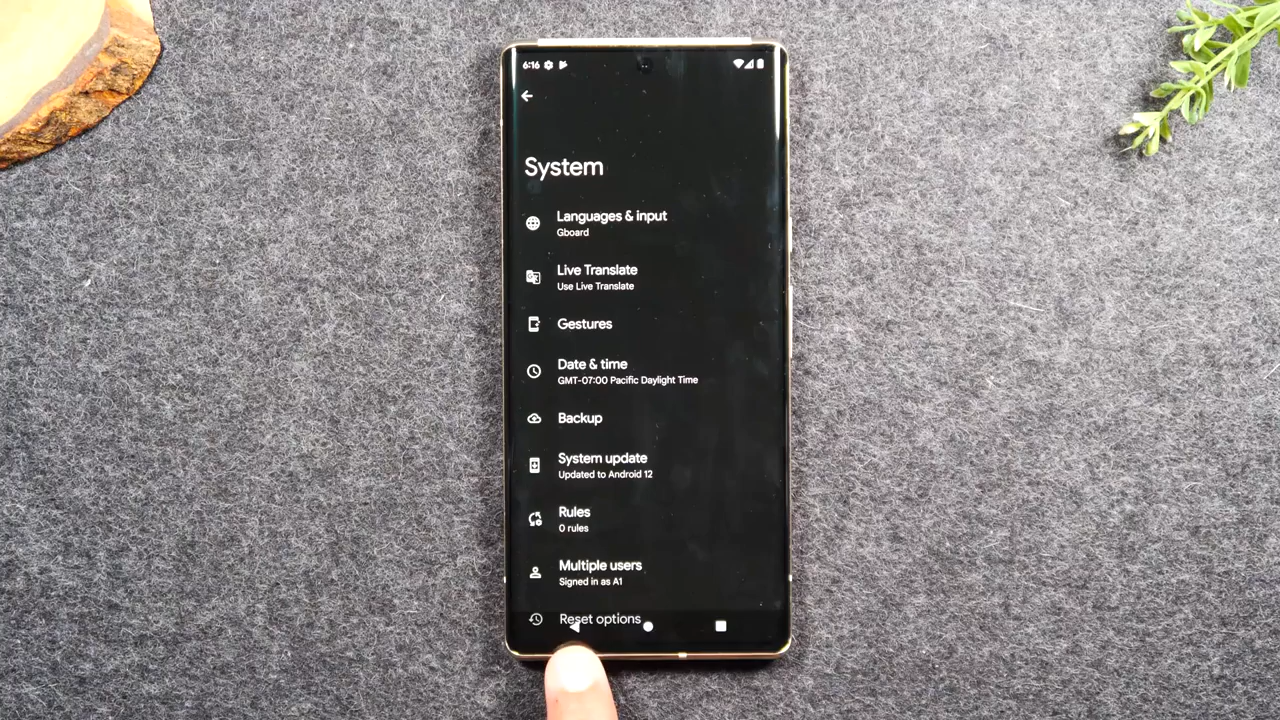 6:16
System
Languages & input
Gboard
Live Translate
Use Live Translate
Gestures
Date & time
GMT-07:00 Pacific Daylight Time
Backup
System update
Updated to Android 12
Rules
0 rules
Multiple users
Signed in as A1
Reset options